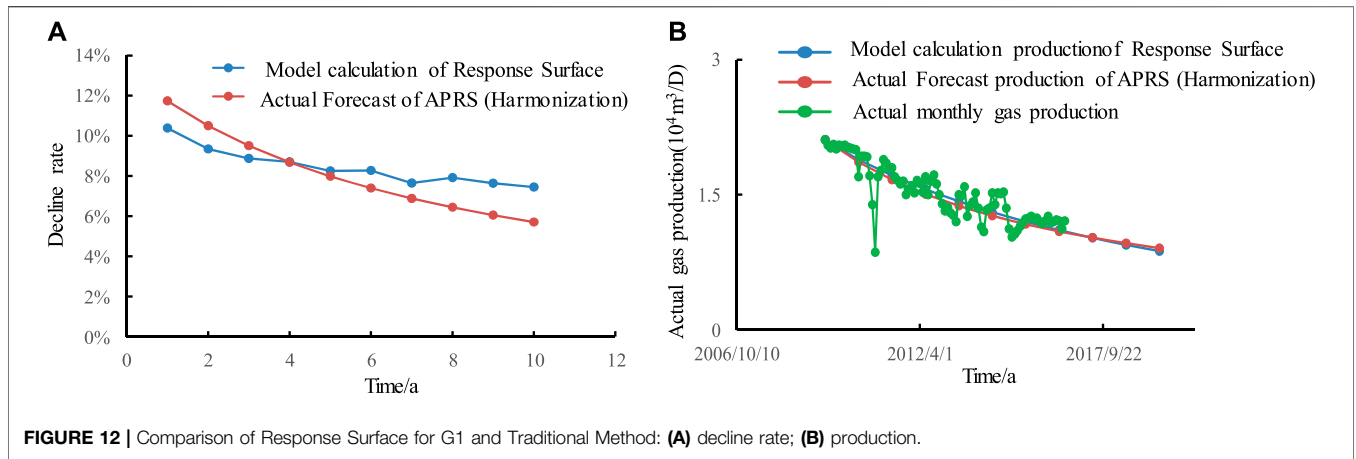 A
14%
12%
10%
8%
6%
4%
2%
0%
Decline rate
Model calculation of Response Surface
Actual Forecast of APRS (Harmonization)
0 2 4 6 8 10 12
Time/a
B
3
1.5
0
Actual gas production(10⁴m³/D)
Model calculation productionof Response Surface
Actual Forecast production of APRS (Harmonization)
Actual monthly gas production
2006/10/10 2012/4/1 2017/9/22
Time/a
FIGURE 12 | Comparison of Response Surface for G1 and Traditional Method: (A) decline rate; (B) production.